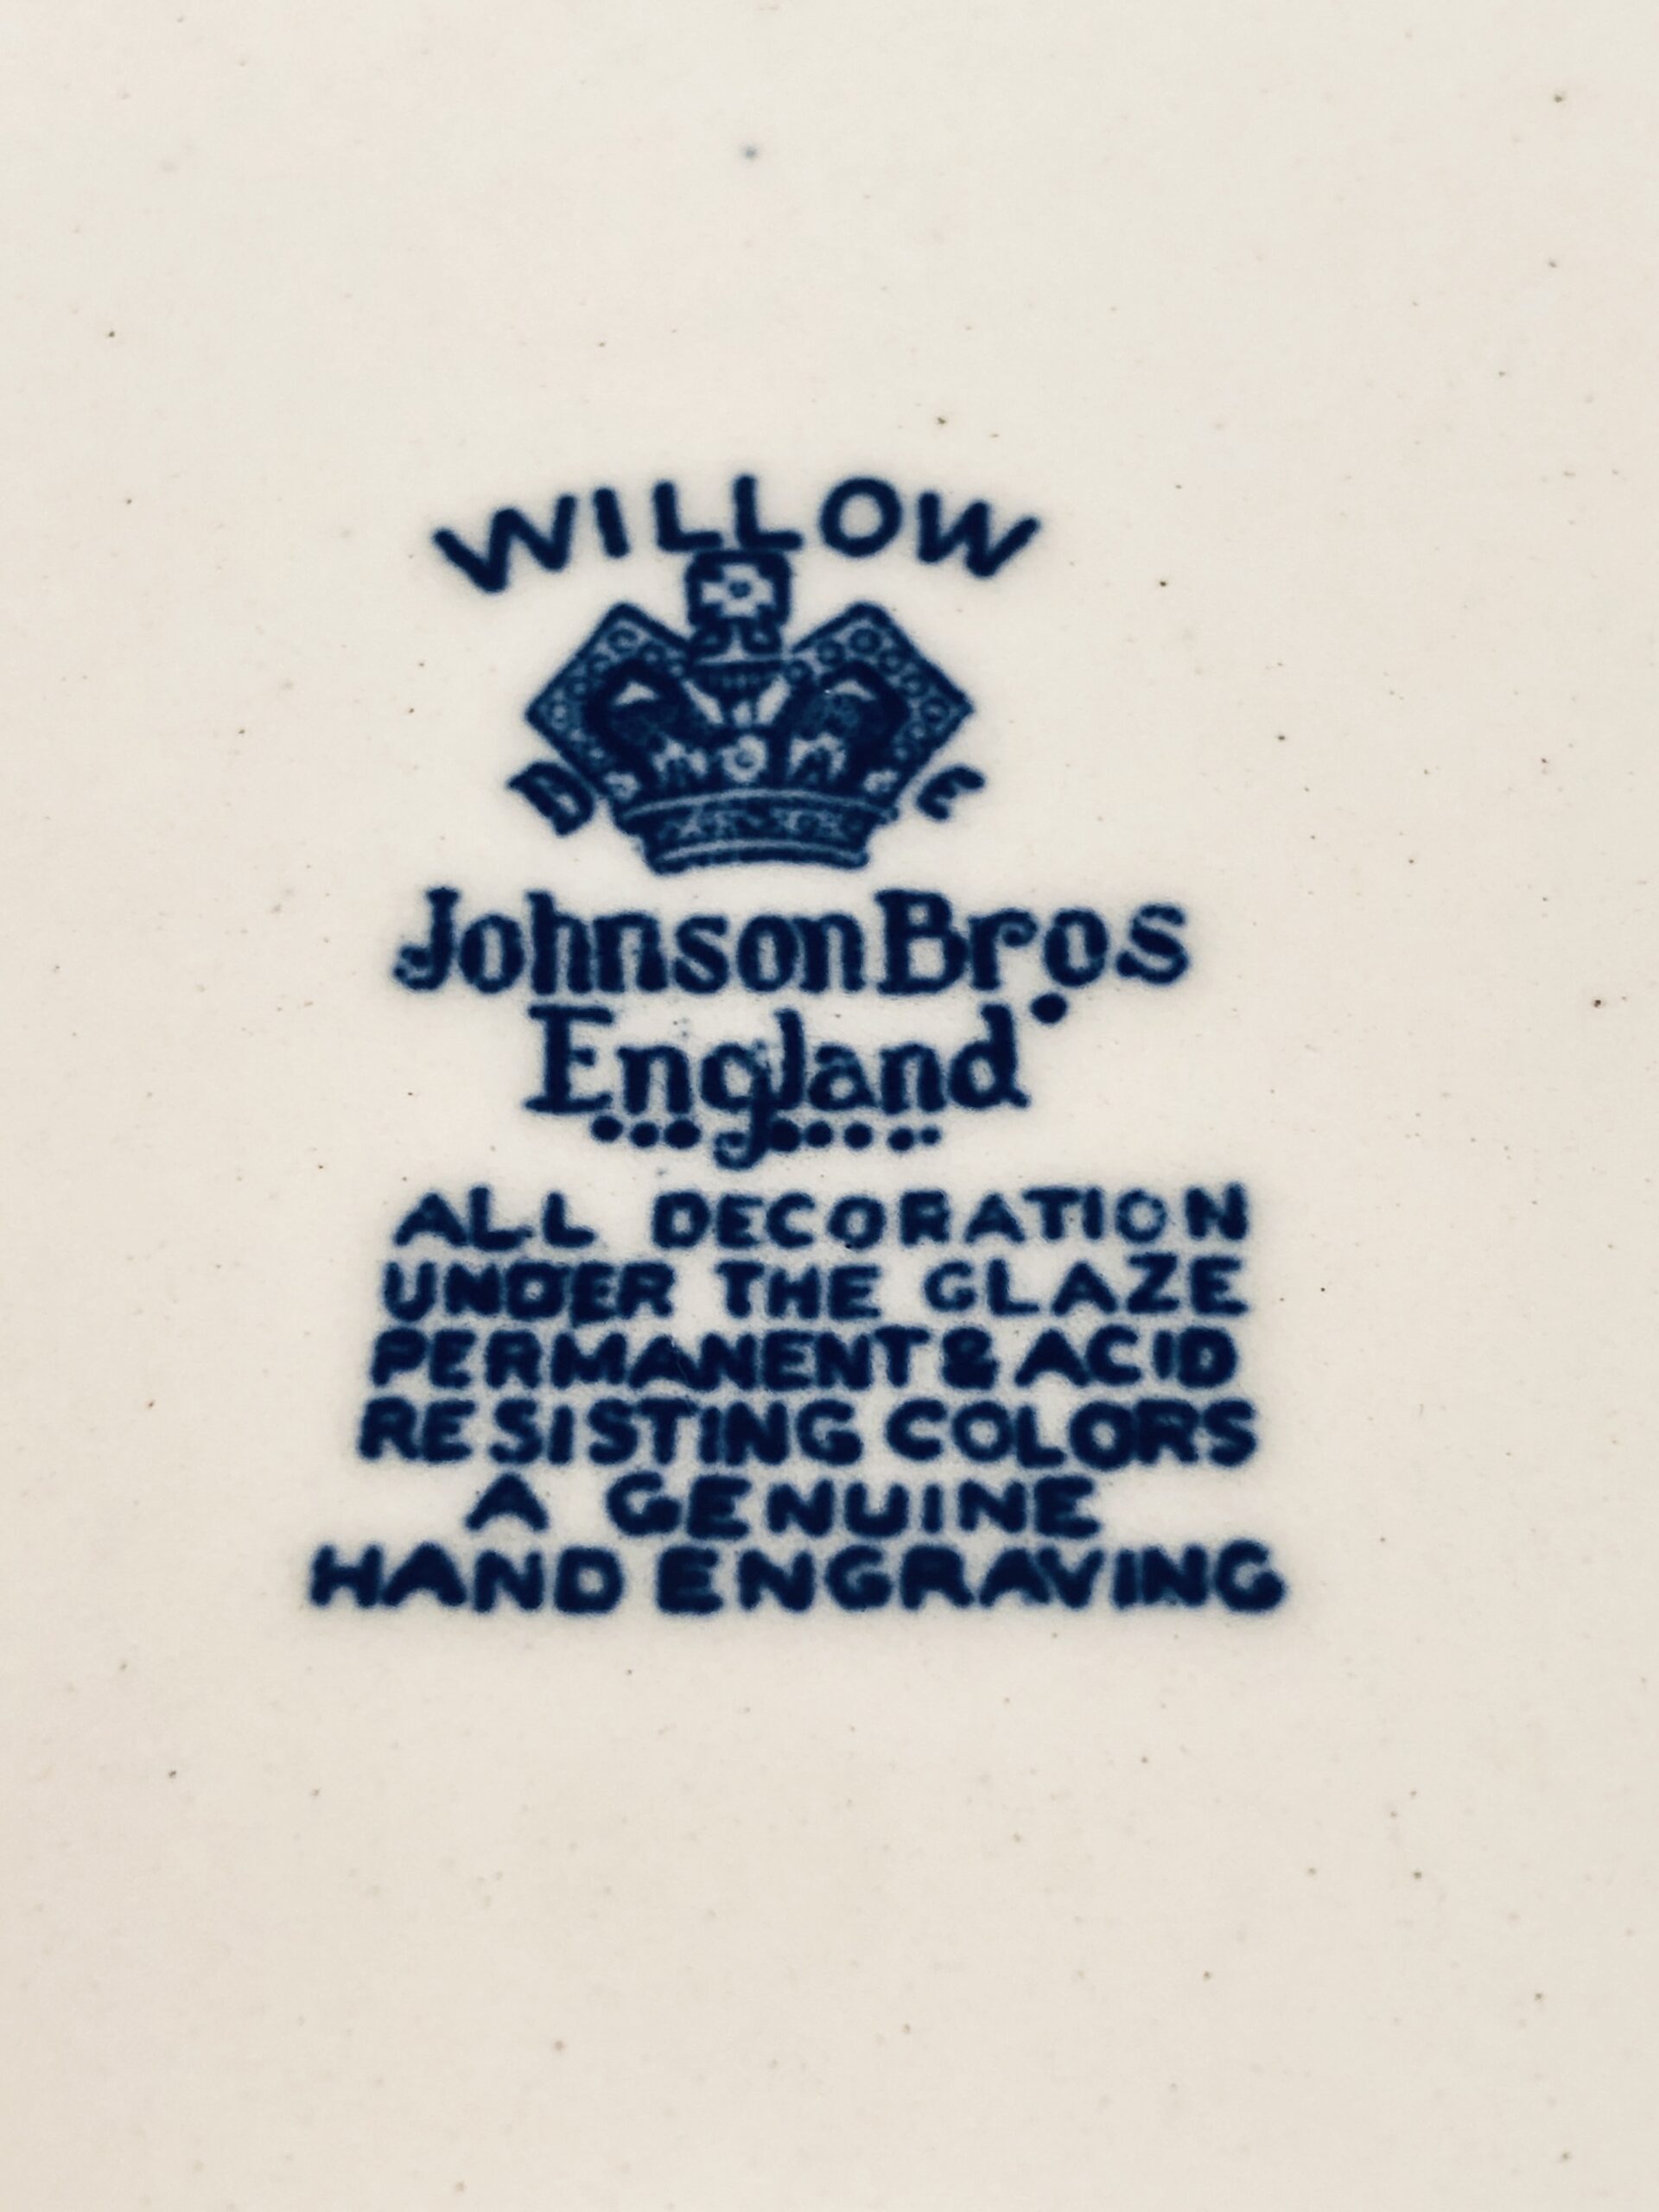 WILLOW
D E
Johnson Bros
England
ALL DECORATION
UNDER THE GLAZE
PERMANENT & ACID
RESISTING COLORS
A GENUINE
HAND ENGRAVING